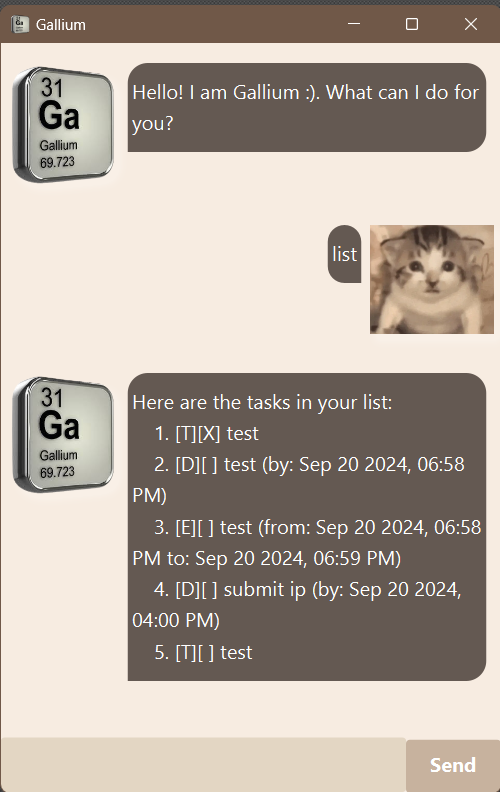 Gallium
31
Ga
Gallium
69.723
Hello! I am Gallium :). What can I do for
you?
list
31
Ga
Gallium
69.723
Here are the tasks in your list:
1. [T][X] test
2. [D][ ] test (by: Sep 20 2024, 06:58
PM)
3. [E][ ] test (from: Sep 20 2024, 06:58
PM to: Sep 20 2024, 06:59 PM)
4. [D][ ] submit ip (by: Sep 20 2024,
04:00 PM)
5. [T][ ] test
Send